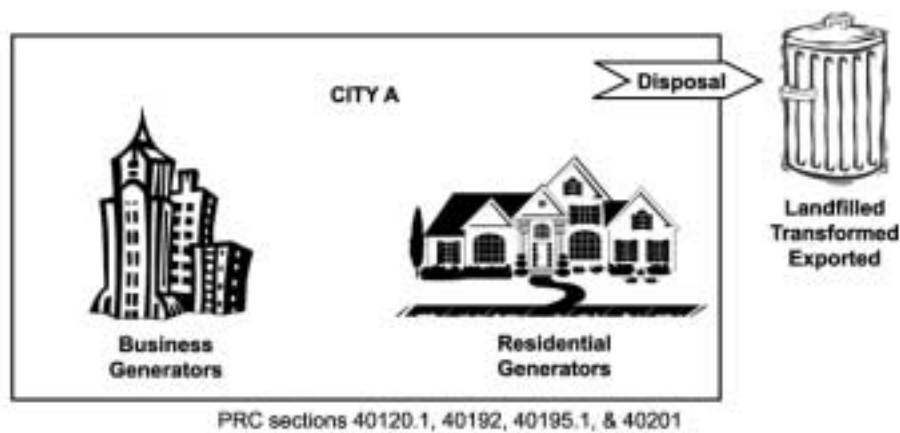 CITY A
Disposal
Landfilled
Transformed
Exported
Business
Generators
Residential
Generators
PRC sections 40120.1, 40192, 40195.1, & 40201